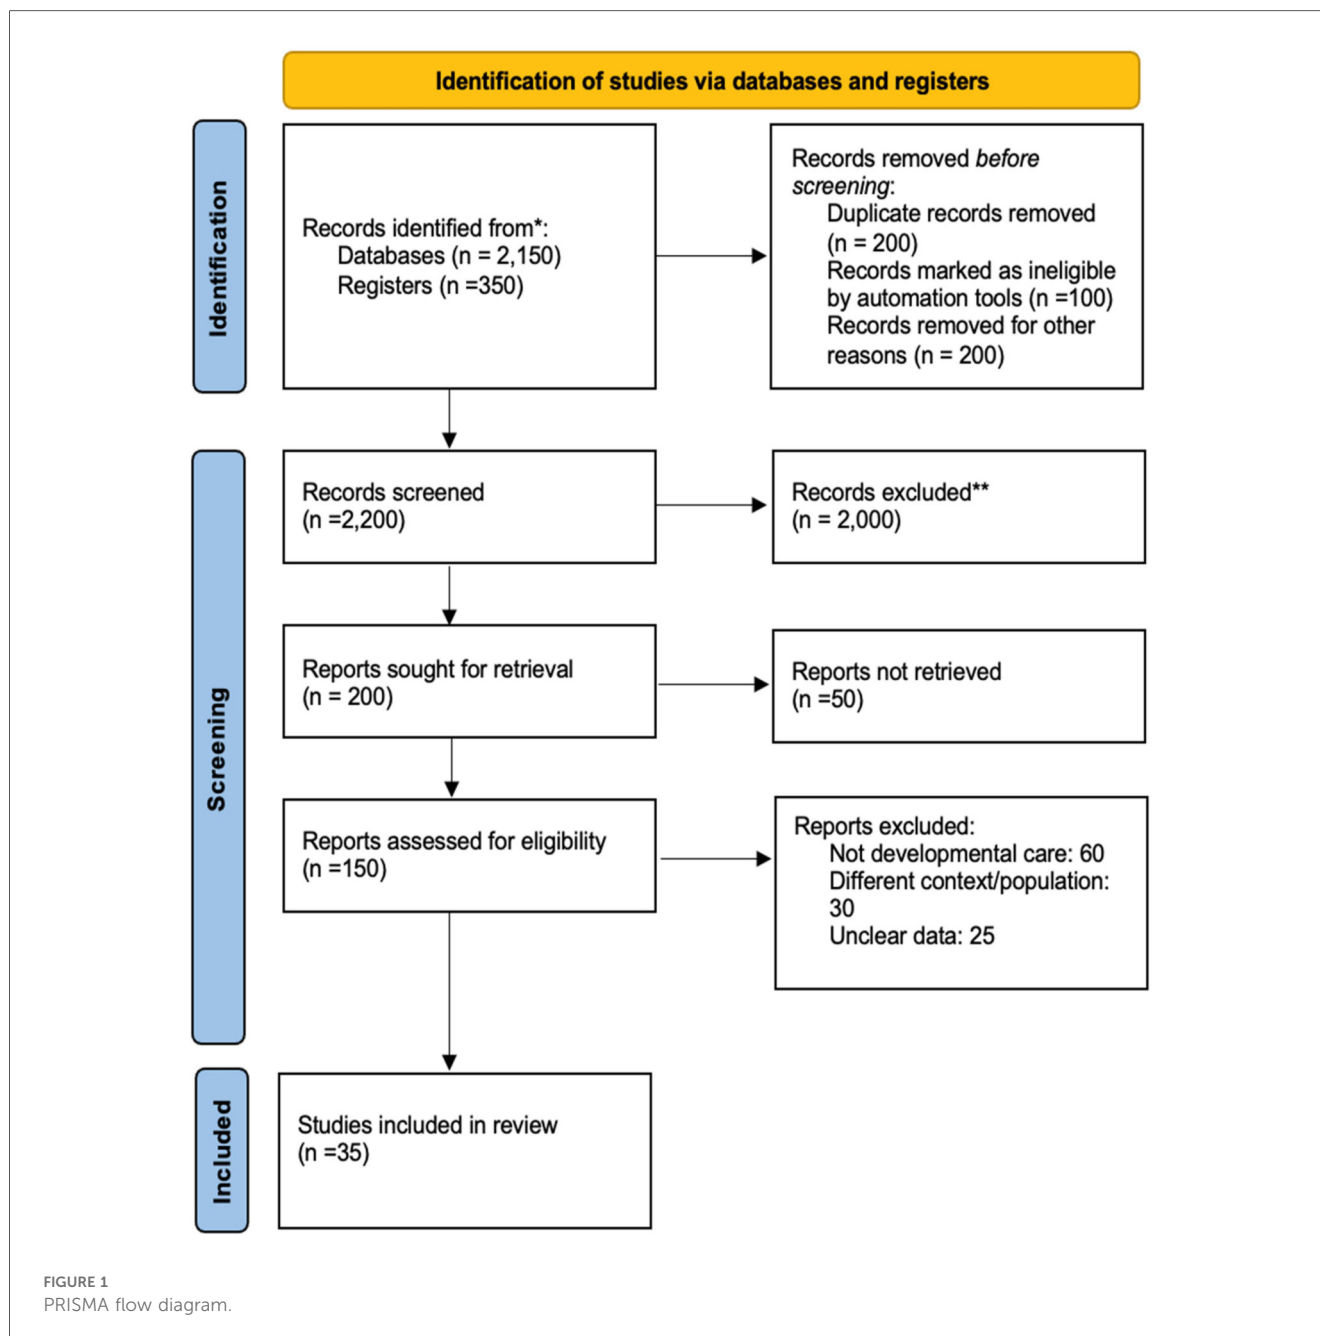 Identification of studies via databases and registers
Identification
Records identified from*:
Databases (n = 2,150)
Registers (n =350)
Records removed before
screening:
Duplicate records removed
(n = 200)
Records marked as ineligible
by automation tools (n =100)
Records removed for other
reasons (n = 200)
Screening
Records screened
(n =2,200)
Records excluded**
(n = 2,000)
Reports sought for retrieval
(n = 200)
Reports not retrieved
(n =50)
Reports assessed for eligibility
(n =150)
Reports excluded:
Not developmental care: 60
Different context/population:
30
Unclear data: 25
Included
Studies included in review
(n =35)
FIGURE 1
PRISMA flow diagram.